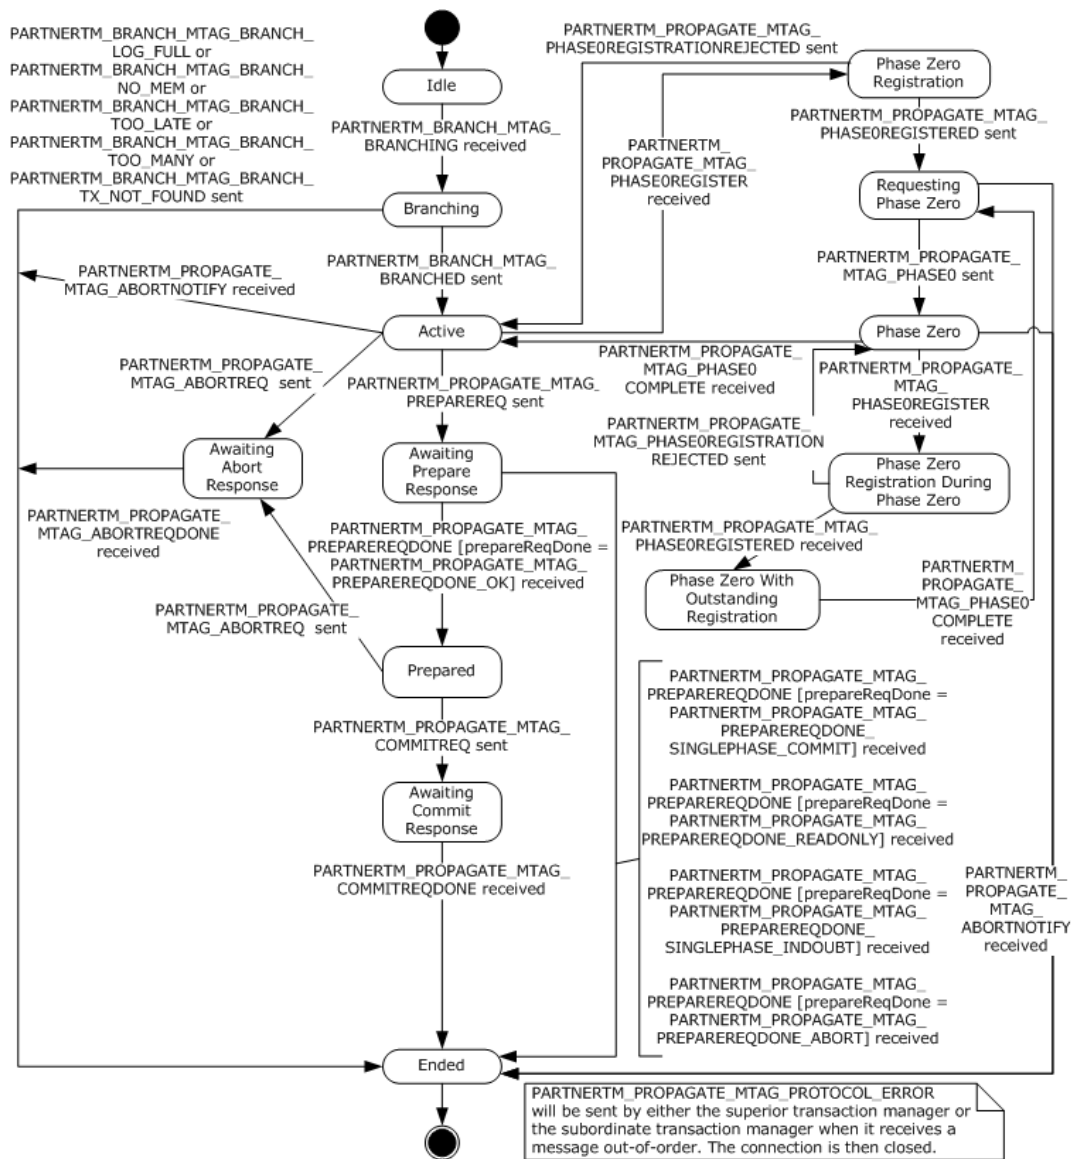 PARTNERTM_BRANCH_MTAG_BRANCH_
LOG_FULL or
PARTNERTM_BRANCH_MTAG_BRANCH_
NO_MEM or
PARTNERTM_BRANCH_MTAG_BRANCH_
TOO_LATE or
PARTNERTM_BRANCH_MTAG_BRANCH_
TOO_MANY or
PARTNERTM_BRANCH_MTAG_BRANCH_
TX_NOT_FOUND sent
Idle
PARTNERTM_BRANCH_MTAG_
BRANCHING received
Branching
PARTNERTM_BRANCH_MTAG_
BRANCHED sent
PARTNERTM_PROPAGATE_MTAG_
PHASE0REGISTRATIONREJECTED sent
Phase Zero
Registration
PARTNERTM_
PROPAGATE_MTAG_
PHASE0REGISTER
received
PARTNERTM_PROPAGATE_MTAG_
PHASE0REGISTERED sent
Requesting
Phase Zero
PARTNERTM_PROPAGATE_
MTAG_PHASE0 sent
PARTNERTM_PROPAGATE_
MTAG_ABORTNOTIFY received
Active
Phase Zero
PARTNERTM_PROPAGATE_
MTAG_ABORTREQ sent
PARTNERTM_PROPAGATE_MTAG_
PREPAREREQ sent
PARTNERTM_PROPAGATE_
MTAG_PHASE0
COMPLETE received
PARTNERTM_PROPAGATE_
MTAG_
PHASE0REGISTER
received
PARTNERTM_PROPAGATE_
MTAG_PHASE0REGISTRATION
REJECTED sent
Awaiting
Abort
Response
Awaiting
Prepare
Response
Phase Zero
Registration During
Phase Zero
PARTNERTM_PROPAGATE_
MTAG_ABORTREQDONE
received
PARTNERTM_PROPAGATE_MTAG_
PREPAREREQDONE [prepareReqDone =
PARTNERTM_PROPAGATE_MTAG_
PREPAREREQDONE_OK] received
PARTNERTM_PROPAGATE_MTAG_
PHASE0REGISTERED received
Phase Zero With
Outstanding
Registration
PARTNERTM_
PROPAGATE_
MTAG_PHASE0
COMPLETE
received
PARTNERTM_PROPAGATE_
MTAG_ABORTREQ sent
Prepared
PARTNERTM_PROPAGATE_MTAG_
COMMITREQ sent
Awaiting
Commit
Response
PARTNERTM_PROPAGATE_MTAG_
COMMITREQDONE received
PARTNERTM_PROPAGATE_MTAG_
PREPAREREQDONE [prepareReqDone =
PARTNERTM_PROPAGATE_MTAG_
PREPAREREQDONE_
SINGLEPHASE_COMMIT] received
PARTNERTM_PROPAGATE_MTAG_
PREPAREREQDONE [prepareReqDone =
PARTNERTM_PROPAGATE_MTAG_
PREPAREREQDONE_READONLY] received
PARTNERTM_PROPAGATE_MTAG_
PREPAREREQDONE [prepareReqDone =
PARTNERTM_PROPAGATE_MTAG_
PREPAREREQDONE_
SINGLEPHASE_INDOUBT] received
PARTNERTM_PROPAGATE_MTAG_
PREPAREREQDONE [prepareReqDone =
PARTNERTM_PROPAGATE_MTAG_
PREPAREREQDONE_ABORT] received
PARTNERTM_
PROPAGATE_
MTAG_
ABORTNOTIFY
received
Ended
PARTNERTM_PROPAGATE_MTAG_PROTOCOL_ERROR
will be sent by either the superior transaction manager or
the subordinate transaction manager when it receives a
message out-of-order. The connection is then closed.